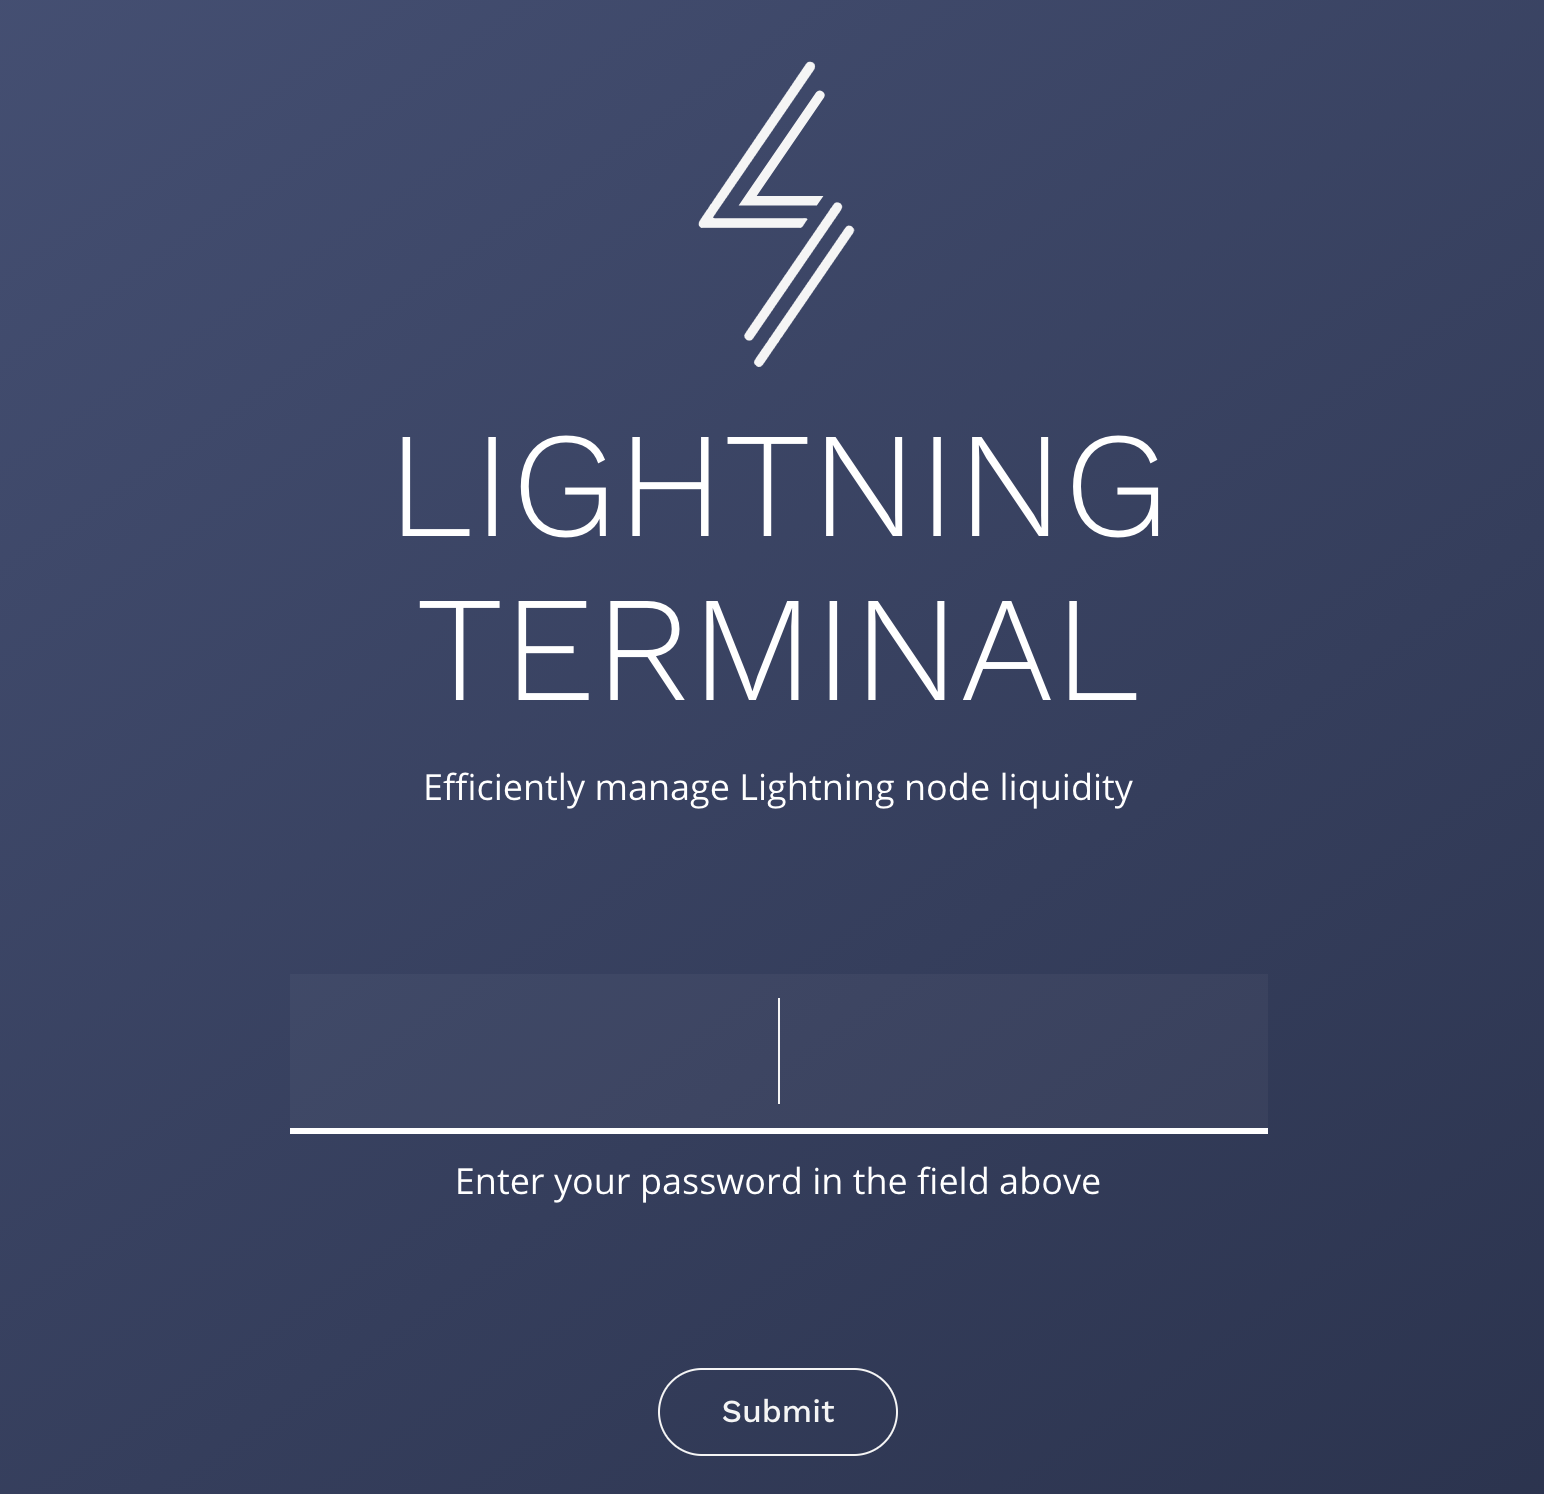 LIGHTNING
TERMINAL
Efficiently manage Lightning node liquidity
Enter your password in the field above
Submit